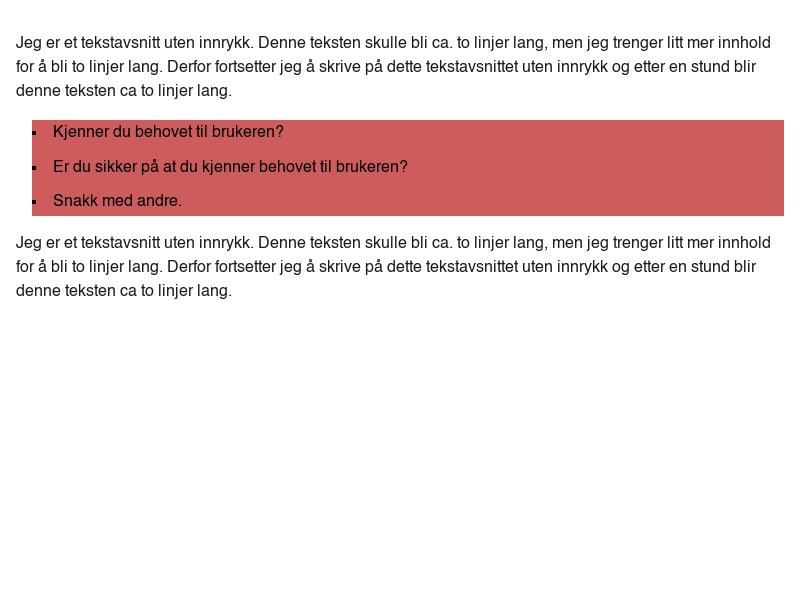 Jeg er et tekstavsnitt uten innrykk. Denne teksten skulle bli ca. to linjer lang, men jeg trenger litt mer innhold
for å bli to linjer lang. Derfor fortsetter jeg å skrive på dette tekstavsnittet uten innrykk og etter en stund blir
denne teksten ca to linjer lang.
▪ Kjenner du behovet til brukeren?
▪ Er du sikker på at du kjenner behovet til brukeren?
▪ Snakk med andre.
Jeg er et tekstavsnitt uten innrykk. Denne teksten skulle bli ca. to linjer lang, men jeg trenger litt mer innhold
for å bli to linjer lang. Derfor fortsetter jeg å skrive på dette tekstavsnittet uten innrykk og etter en stund blir
denne teksten ca to linjer lang.